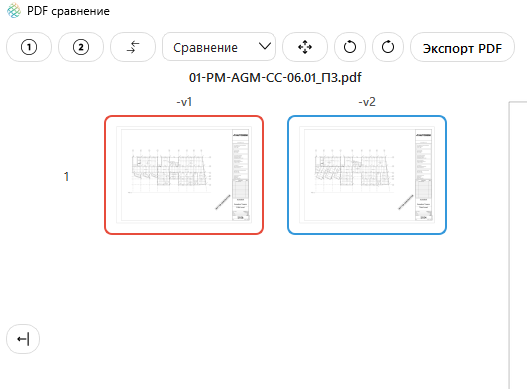 PDF сравнение
1
2
Сравнение
Экспорт PDF
01-PM-AGM-CC-06.01_ПЗ.pdf
-v1
-v2
1